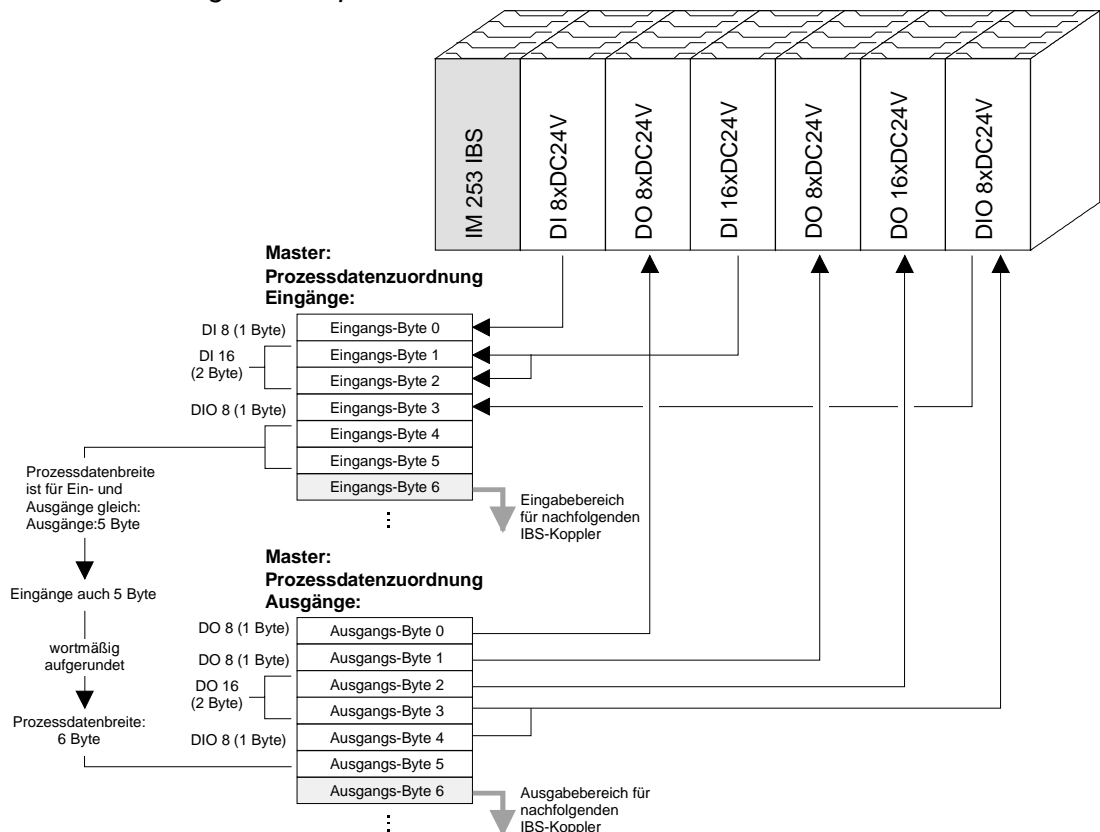 IM 253 IBS
DI 8xDC24V
DO 8xDC24V
DI 16xDC24V
DO 8xDC24V
DO 16xDC24V
DIO 8xDC24V
Master:
Prozessdatenzuordnung
Eingänge:
DI 8 (1 Byte)
Eingangs-Byte 0
DI 16
(2 Byte)
Eingangs-Byte 1
Eingangs-Byte 2
DIO 8 (1 Byte)
Eingangs-Byte 3
Eingangs-Byte 4
Eingangs-Byte 5
Eingangs-Byte 6
Prozessdatenbreite
ist für Ein- und
Ausgänge gleich:
Ausgänge:5 Byte
Eingänge auch 5 Byte
wortmäßig
aufgerundet
Prozessdatenbreite:
6 Byte
Eingabebereich
für nachfolgenden
IBS-Koppler
Master:
Prozessdatenzuordnung
Ausgänge:
DO 8 (1 Byte)
Ausgangs-Byte 0
DO 8 (1 Byte)
Ausgangs-Byte 1
DO 16
(2 Byte)
Ausgangs-Byte 2
Ausgangs-Byte 3
DIO 8 (1 Byte)
Ausgangs-Byte 4
Ausgangs-Byte 5
Ausgangs-Byte 6
Ausgabebereich für
nachfolgenden
IBS-Koppler